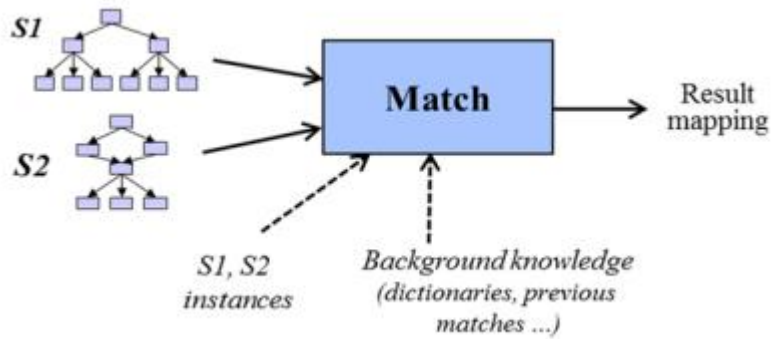 S1
Match
Result
mapping
S2
S1, S2
instances
Background knowledge
(dictionaries, previous
matches ...)